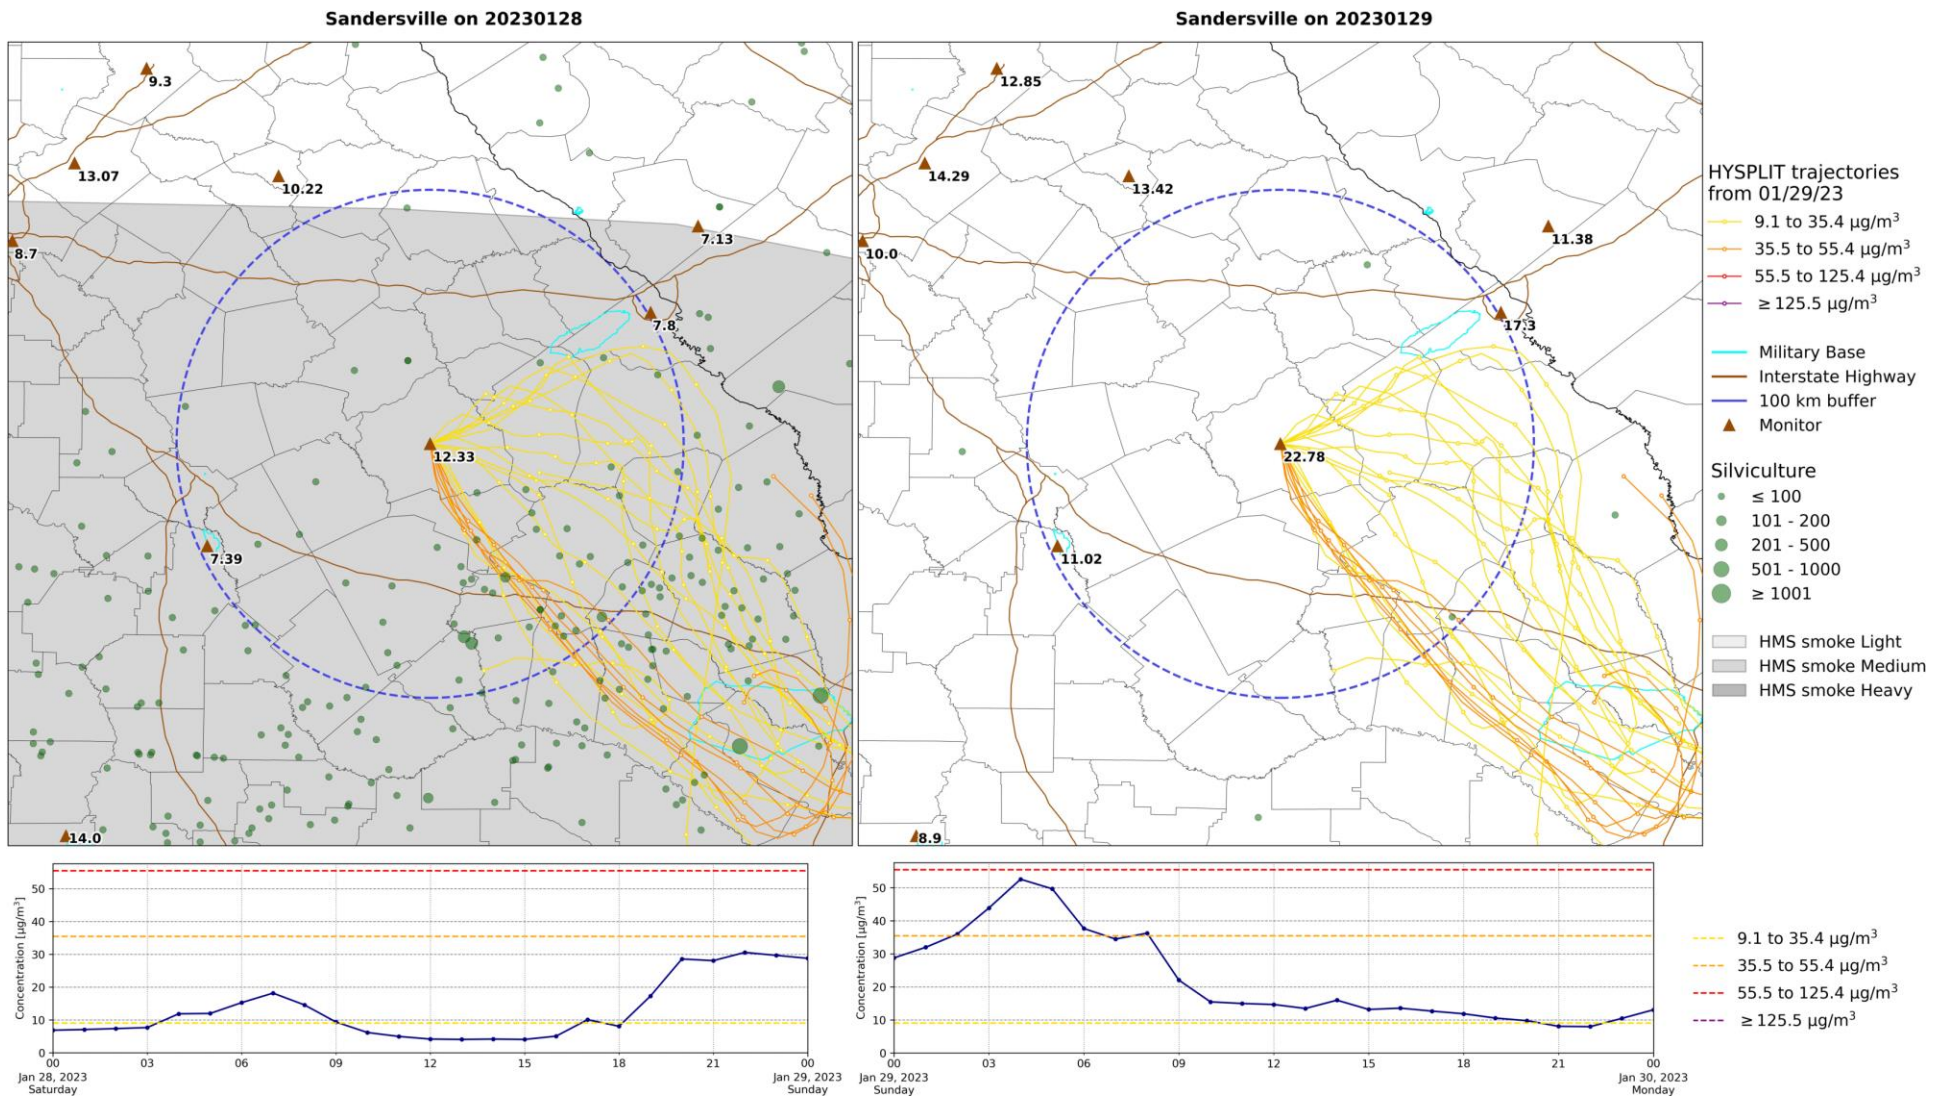 Sandersville on 20230128
9.3
13.07
10.22
8.7
7.13
7.8
12.33
7.39
14.0
Sandersville on 20230129
12.85
14.29
13.42
10.0
11.38
17.3
22.78
11.02
8.9
HYSPLIT trajectories
from 01/29/23
9.1 to 35.4 µg/m³
35.5 to 55.4 µg/m³
55.5 to 125.4 µg/m³
≥ 125.5 µg/m³
Military Base
Interstate Highway
100 km buffer
Monitor
Silviculture
≤ 100
101 - 200
201 - 500
501 - 1000
≥ 1001
HMS smoke Light
HMS smoke Medium
HMS smoke Heavy
Concentration [µg/m³]
50
40
30
20
10
0
00 03 06 09 12 15 18 21 00
Jan 28, 2023 Jan 29, 2023
Saturday Sunday
Concentration [µg/m³]
50
40
30
20
10
0
00 03 06 09 12 15 18 21 00
Jan 29, 2023 Jan 30, 2023
Sunday Monday
9.1 to 35.4 µg/m³
35.5 to 55.4 µg/m³
55.5 to 125.4 µg/m³
≥ 125.5 µg/m³